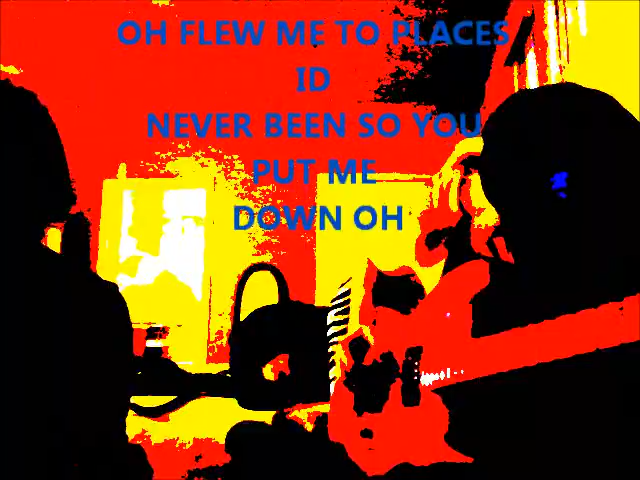 OH FLEW ME TO PLACES
ID
NEVER BEEN SO YOU
PUT ME
DOWN OH